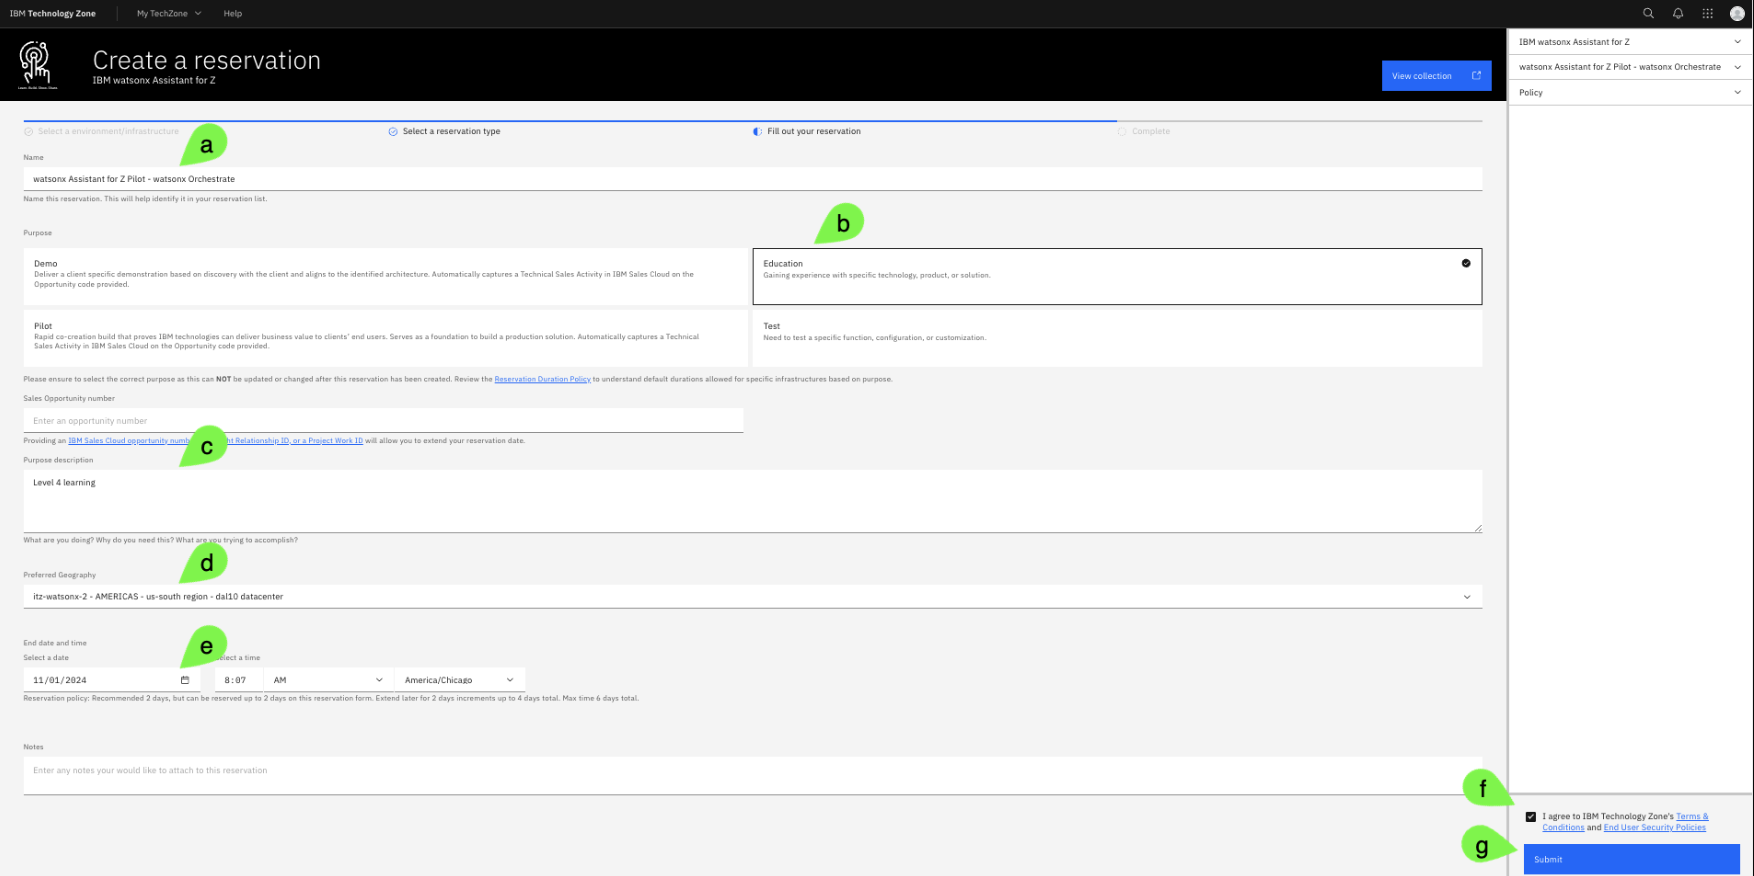 IBM Technology Zone
My TechZone
Help
Create a reservation
IBM watsonx Assistant for Z
View collection
Select a environment/infrastructure
Select a reservation type
Fill out your reservation
Complete
a
Name
watsonx Assistant for Z Pilot - watsonx Orchestrate
Name this reservation. This will help identify it in your reservation list.
b
Purpose
Demo
Deliver a client specific demonstration based on discovery with the client and aligns to the identified architecture. Automatically captures a Technical Sales Activity in IBM Sales Cloud on the
Opportunity code provided.
Education
Gaining experience with specific technology, product, or solution.
Pilot
Rapid co-creation build that proves IBM technologies can deliver business value to clients' end users. Serves as a foundation to build a production solution. Automatically captures a Technical
Sales Activity in IBM Sales Cloud on the Opportunity code provided.
Test
Need to test a specific function, configuration, or customization.
Please ensure to select the correct purpose as this can NOT be updated or changed after this reservation has been created. Review the Reservation Duration Policy to understand default durations allowed for specific infrastructures based on purpose.
Sales Opportunity number
Enter an opportunity number
Providing an IBM Sales Cloud opportunity Relationship ID, or a Project Work ID will allow you to extend your reservation date.
c
Purpose description
Level 4 learning
What are you doing? Why do you need this? What are you trying to accomplish?
d
Preferred Geography
itz-watsonx-2 - AMERICAS - us-south region - dal10 datacenter
e
End date and time
Select a date
a time
11/01/2024
8:07
AM
America/Chicago
Reservation policy: Recommended 2 days, but can be reserved up to 2 days on this reservation form. Extend later for 2 days increments up to 4 days total. Max time 6 days total.
Notes
Enter any notes your would like to attach to this reservation
IBM watsonx Assistant for Z
watsonx Assistant for Z Pilot - watsonx Orchestrate
Policy
f
I agree to IBM Technology Zone's Terms &
Conditions and End User Security Policies
g
Submit